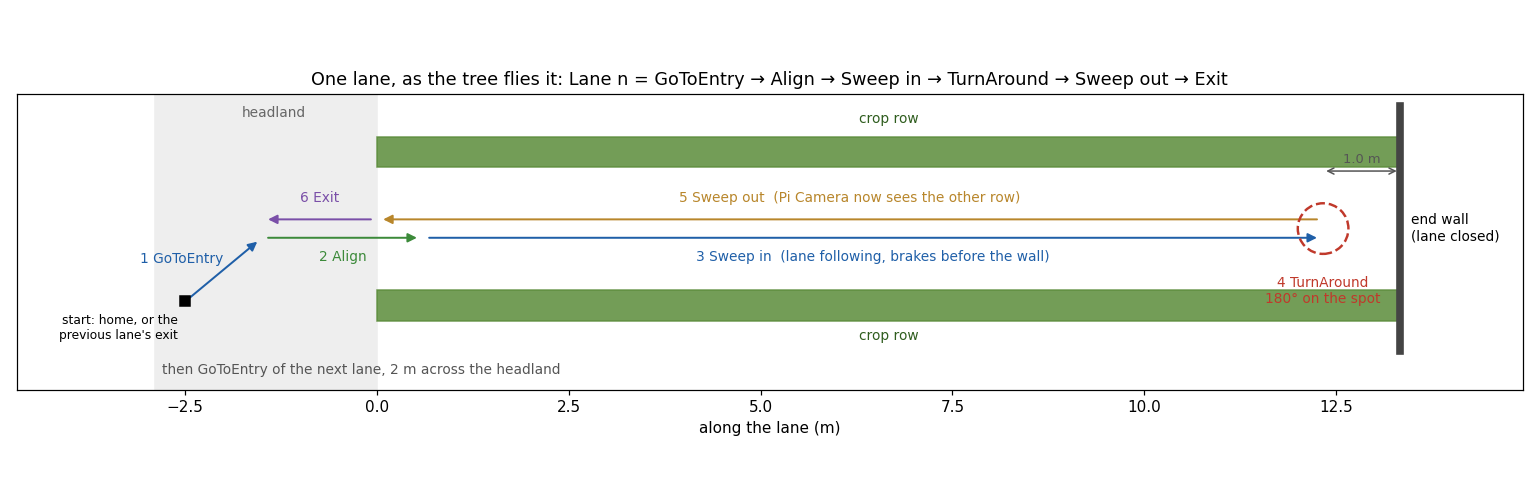 One lane, as the tree flies it: Lane n = GoToEntry → Align → Sweep in → TurnAround → Sweep out → Exit
headland
crop row
1.0 m
6 Exit
5 Sweep out  (Pi Camera now sees the other row)
end wall
(lane closed)
1 GoToEntry
2 Align
3 Sweep in  (lane following, brakes before the wall)
4 TurnAround
180° on the spot
start: home, or the
previous lane's exit
crop row
then GoToEntry of the next lane, 2 m across the headland
−2.5
0.0
2.5
5.0
7.5
10.0
12.5
along the lane (m)